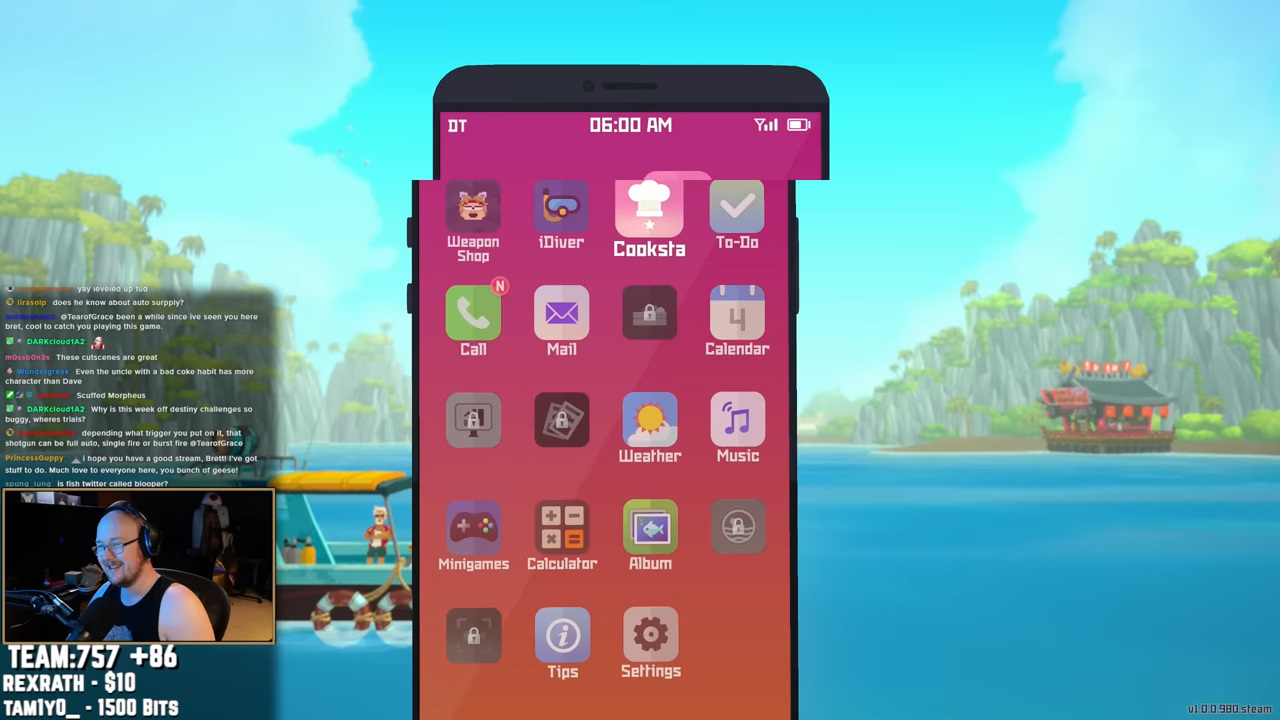 DT
06:00 AM
Weapon
Shop
iDiver
Cooksta
To-Do
N
Call
Mail
4
Calendar
Weather
Music
Minigames
Calculator
Album
Tips
Settings
yay leveled up fud
lirasolp: does he know about auto surpply?
@TearofGrace been a while since ive seen you here
bret, cool to catch you playing this game.
DARKcloud1A2:
m0ssb0n3s: These cutscenes are great
Wondergreek: Even the uncle with a bad coke habit has more
character than Dave
Scuffed Morpheus
DARKcloud1A2: Why is this week off destiny challenges so
buggy, wheres trials?
depending what trigger you put on it, that
shotgun can be full auto, single fire or burst fire @TearofGrace
PrincessGuppy: i hope you have a good stream, Brett! I've got
stuff to do. Much love to everyone here, you bunch of geese!
spung_lung: is fish twitter called blooper?
TEAM:757 +86
REXRATH - $10
TAM1Y0_ - 1500 BITS
v1.0.0.980.steam